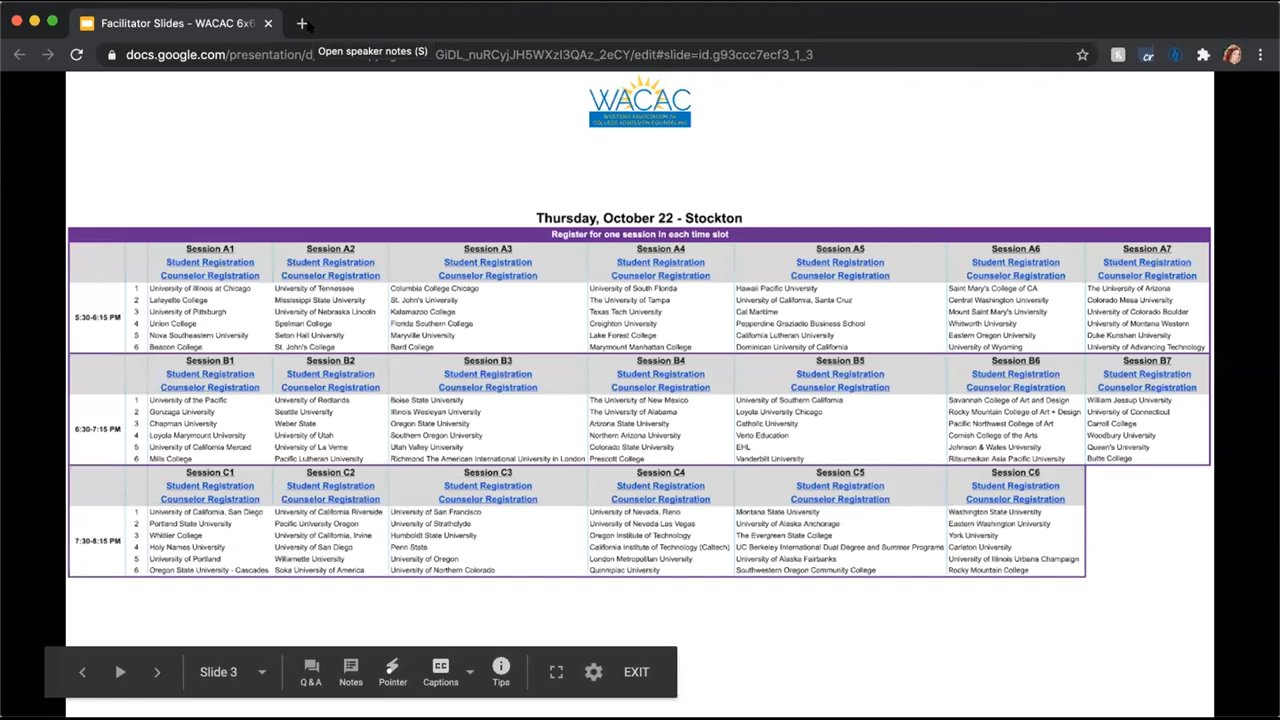 Facilitator Slides - WACAC 6x6
Open speaker notes (S)
docs.google.com/presentation/d GiDL_nuRCyjJH5WXzI3QAz_2eCY/edit#slide=id.g93ccc7ecf3_1_3
WACAC
WESTERN ASSOCIATION for
COLLEGE ADMISSION COUNSELING
Thursday, October 22 - Stockton
Register for one session in each time slot
Session A1 Session A2 Session A3 Session A4 Session A5 Session A6 Session A7
Student Registration Student Registration Student Registration Student Registration Student Registration Student Registration Student Registration
Counselor Registration Counselor Registration Counselor Registration Counselor Registration Counselor Registration Counselor Registration Counselor Registration
1 University of Illinois at Chicago University of Tennessee Columbia College Chicago University of South Florida Hawaii Pacific University Saint Mary's College of CA The University of Arizona
2 Lafayette College Mississippi State University St. John's University The University of Tampa University of California, Santa Cruz Central Washington University Colorado Mesa University
3 University of Pittsburgh University of Nebraska Lincoln Kalamazoo College Texas Tech University Cal Maritime Mount Saint Mary's University University of Colorado Boulder
5:30-6:15 PM
4 Union College Spelman College Florida Southern College Creighton University Pepperdine Graziadio Business School Whitworth University University of Montana Western
5 Nova Southeastern University Seton Hall University Maryville University Lake Forest College California Lutheran University Eastern Oregon University Duke Kunshan University
6 Beacon College St. John's College Bard College Marymount Manhattan College Dominican University of California University of Wyoming University of Advancing Technology
Session B1 Session B2 Session B3 Session B4 Session B5 Session B6 Session B7
Student Registration Student Registration Student Registration Student Registration Student Registration Student Registration Student Registration
Counselor Registration Counselor Registration Counselor Registration Counselor Registration Counselor Registration Counselor Registration Counselor Registration
1 University of the Pacific University of Redlands Boise State University The University of New Mexico University of Southern California Savannah College of Art and Design William Jessup University
2 Gonzaga University Seattle University Illinois Wesleyan University The University of Alabama Loyola University Chicago Rocky Mountain College of Art + Design University of Connecticut
3 Chapman University Weber State Oregon State University Arizona State University Catholic University Pacific Northwest College of Art Carroll College
6:30-7:15 PM
4 Loyola Marymount University University of Utah Southern Oregon University Northern Arizona University Verto Education Cornish College of the Arts Woodbury University
5 University of California Merced University of La Verne Utah Valley University Colorado State University EHL Johnson & Wales University Queen's University
6 Mills College Pacific Lutheran University Richmond The American International University in London Prescott College Vanderbilt University Ritsumeikan Asia Pacific University Butte College
Session C1 Session C2 Session C3 Session C4 Session C5 Session C6
Student Registration Student Registration Student Registration Student Registration Student Registration Student Registration
Counselor Registration Counselor Registration Counselor Registration Counselor Registration Counselor Registration Counselor Registration
1 University of California, San Diego University of California Riverside University of San Francisco University of Nevada, Reno Montana State University Washington State University
2 Portland State University Pacific University Oregon University of Strathclyde University of Nevada Las Vegas University of Alaska Anchorage Eastern Washington University
3 Whittier College University of California, Irvine Humboldt State University Oregon Institute of Technology The Evergreen State College York University
7:30-8:15 PM
4 Holy Names University University of San Diego Penn State California Institute of Technology (Caltech) UC Berkeley International Dual Degree and Summer Programs Carleton University
5 University of Portland Willamette University University of Oregon London Metropolitan University University of Alaska Fairbanks University of Illinois Urbana Champaign
6 Oregon State University - Cascades Soka University of America University of Northern Colorado Quinnipiac University Southwestern Oregon Community College Rocky Mountain College
Slide 3 Q & A Notes Pointer CC Captions Tips EXIT